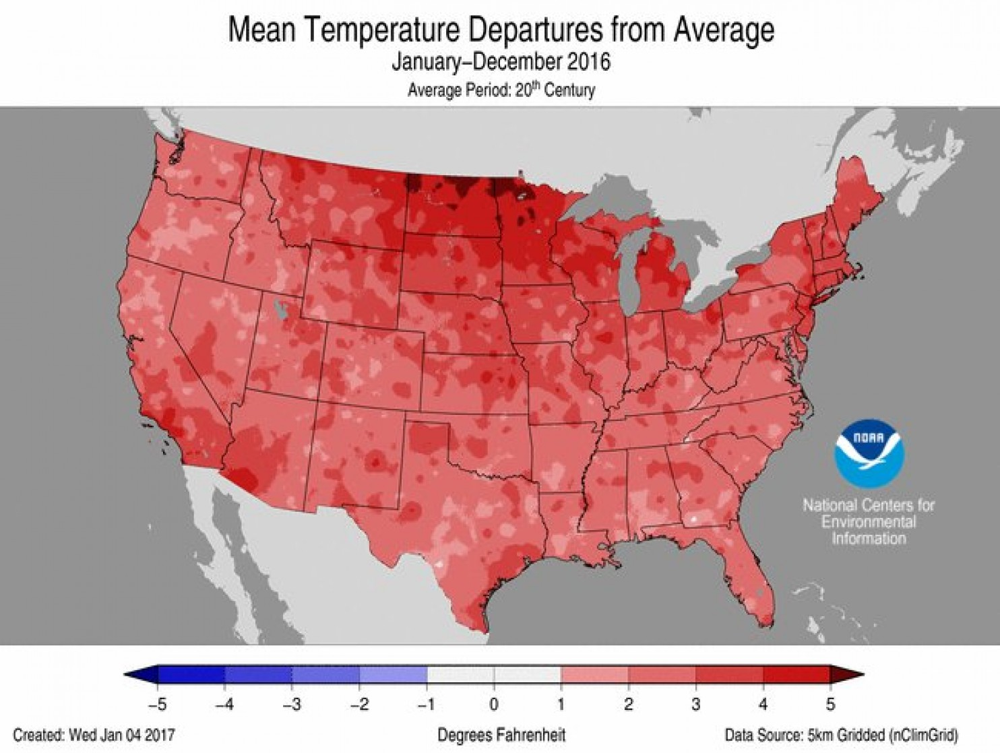 Mean Temperature Departures from Average
January–December 2016
Average Period: 20th Century
NOAA
National Centers for
Environmental
Information
−5 −4 −3 −2 −1 0 1 2 3 4 5
Created: Wed Jan 04 2017 Degrees Fahrenheit Data Source: 5km Gridded (nClimGrid)